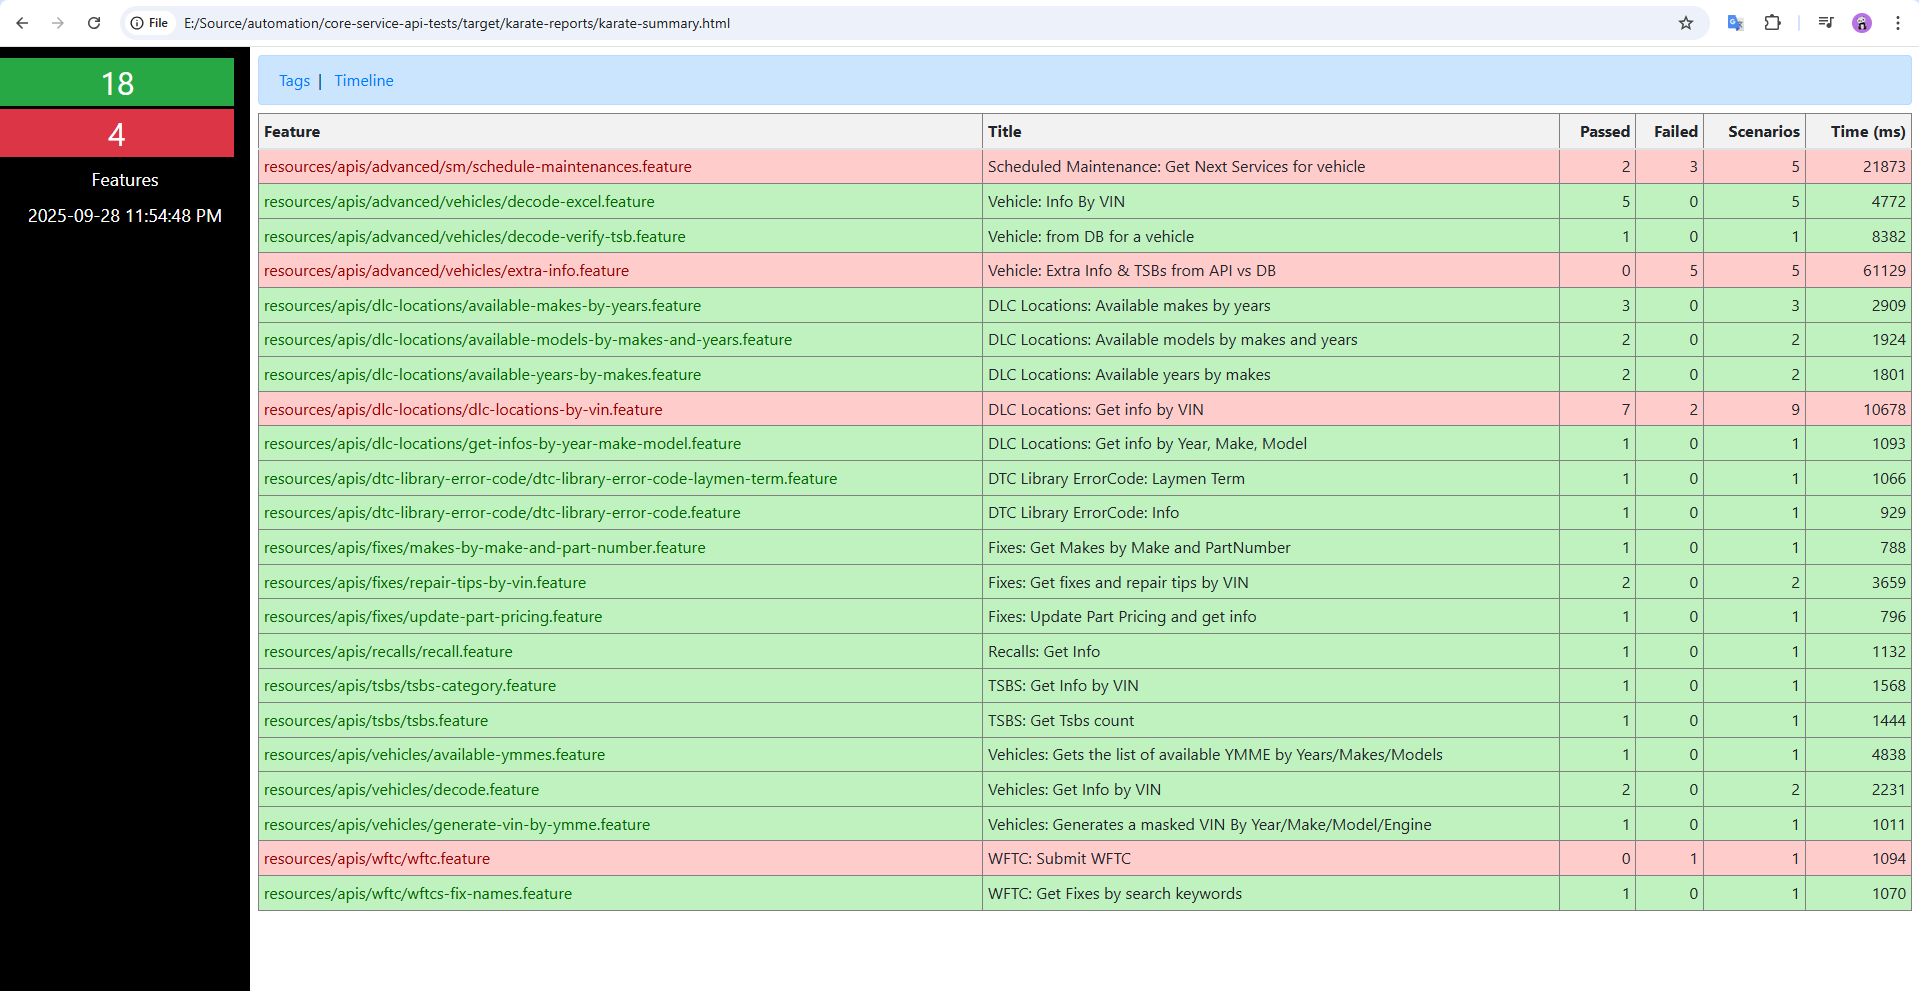 File E:/Source/automation/core-service-api-tests/target/karate-reports/karate-summary.html
18
4
Features
2025-09-28 11:54:48 PM
Tags | Timeline
Feature Title Passed Failed Scenarios Time (ms)
resources/apis/advanced/sm/schedule-maintenances.feature Scheduled Maintenance: Get Next Services for vehicle 2 3 5 21873
resources/apis/advanced/vehicles/decode-excel.feature Vehicle: Info By VIN 5 0 5 4772
resources/apis/advanced/vehicles/decode-verify-tsb.feature Vehicle: from DB for a vehicle 1 0 1 8382
resources/apis/advanced/vehicles/extra-info.feature Vehicle: Extra Info & TSBs from API vs DB 0 5 5 61129
resources/apis/dlc-locations/available-makes-by-years.feature DLC Locations: Available makes by years 3 0 3 2909
resources/apis/dlc-locations/available-models-by-makes-and-years.feature DLC Locations: Available models by makes and years 2 0 2 1924
resources/apis/dlc-locations/available-years-by-makes.feature DLC Locations: Available years by makes 2 0 2 1801
resources/apis/dlc-locations/dlc-locations-by-vin.feature DLC Locations: Get info by VIN 7 2 9 10678
resources/apis/dlc-locations/get-infos-by-year-make-model.feature DLC Locations: Get info by Year, Make, Model 1 0 1 1093
resources/apis/dtc-library-error-code/dtc-library-error-code-laymen-term.feature DTC Library ErrorCode: Laymen Term 1 0 1 1066
resources/apis/dtc-library-error-code/dtc-library-error-code.feature DTC Library ErrorCode: Info 1 0 1 929
resources/apis/fixes/makes-by-make-and-part-number.feature Fixes: Get Makes by Make and PartNumber 1 0 1 788
resources/apis/fixes/repair-tips-by-vin.feature Fixes: Get fixes and repair tips by VIN 2 0 2 3659
resources/apis/fixes/update-part-pricing.feature Fixes: Update Part Pricing and get info 1 0 1 796
resources/apis/recalls/recall.feature Recalls: Get Info 1 0 1 1132
resources/apis/tsbs/tsbs-category.feature TSBS: Get Info by VIN 1 0 1 1568
resources/apis/tsbs/tsbs.feature TSBS: Get Tsbs count 1 0 1 1444
resources/apis/vehicles/available-ymmes.feature Vehicles: Gets the list of available YMME by Years/Makes/Models 1 0 1 4838
resources/apis/vehicles/decode.feature Vehicles: Get Info by VIN 2 0 2 2231
resources/apis/vehicles/generate-vin-by-ymme.feature Vehicles: Generates a masked VIN By Year/Make/Model/Engine 1 0 1 1011
resources/apis/wftc/wftc.feature WFTC: Submit WFTC 0 1 1 1094
resources/apis/wftc/wftcs-fix-names.feature WFTC: Get Fixes by search keywords 1 0 1 1070